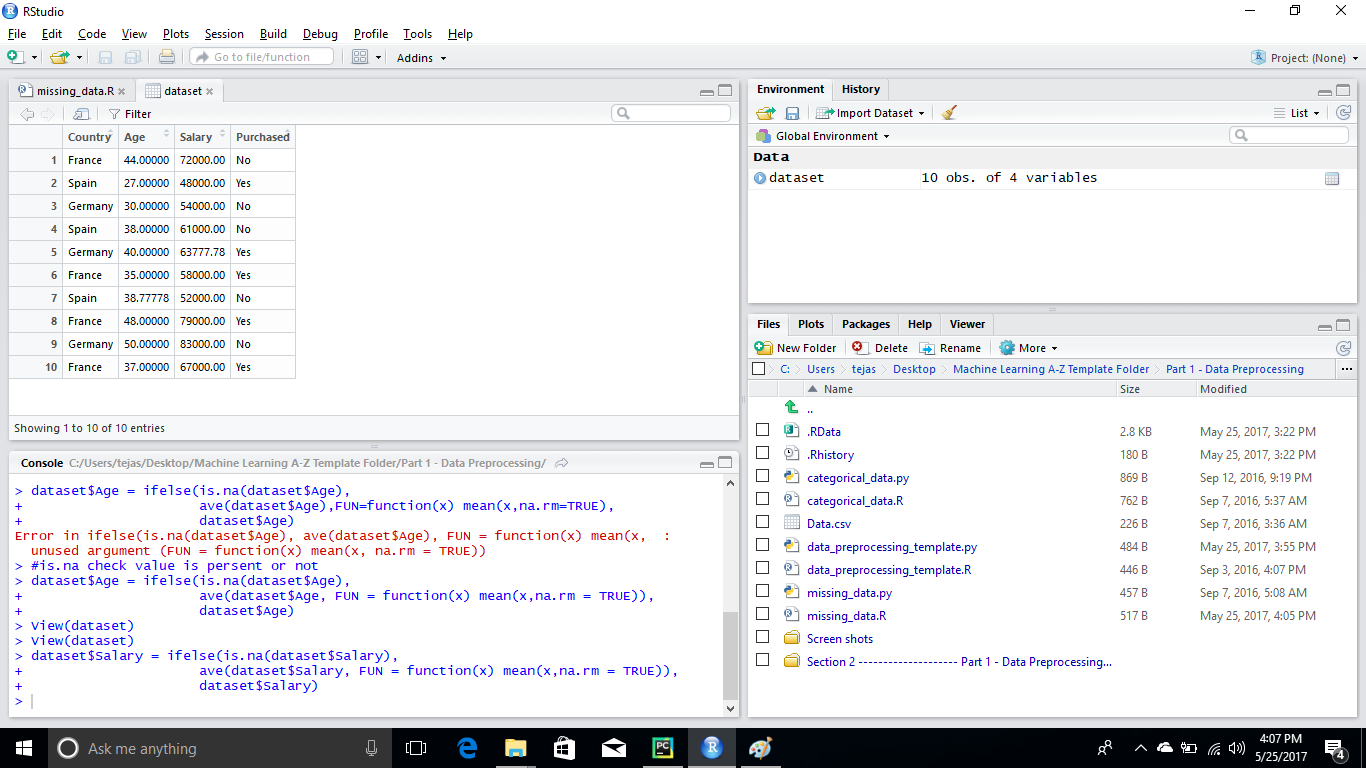 RStudio
File Edit Code View Plots Session Build Debug Profile Tools Help
Go to file/function Addins Project: (None)
missing_data.R dataset
Filter
Country Age Salary Purchased
1 France 44.00000 72000.00 No
2 Spain 27.00000 48000.00 Yes
3 Germany 30.00000 54000.00 No
4 Spain 38.00000 61000.00 No
5 Germany 40.00000 63777.78 Yes
6 France 35.00000 58000.00 Yes
7 Spain 38.77778 52000.00 No
8 France 48.00000 79000.00 Yes
9 Germany 50.00000 83000.00 No
10 France 37.00000 67000.00 Yes
Showing 1 to 10 of 10 entries
Console C:/Users/tejas/Desktop/Machine Learning A-Z Template Folder/Part 1 - Data Preprocessing/
> dataset$Age = ifelse(is.na(dataset$Age),
+ ave(dataset$Age),FUN=function(x) mean(x,na.rm=TRUE),
+ dataset$Age)
Error in ifelse(is.na(dataset$Age), ave(dataset$Age), FUN = function(x) mean(x, :
unused argument (FUN = function(x) mean(x, na.rm = TRUE))
> #is.na check value is persent or not
> dataset$Age = ifelse(is.na(dataset$Age),
+ ave(dataset$Age, FUN = function(x) mean(x,na.rm = TRUE)),
+ dataset$Age)
> View(dataset)
> View(dataset)
> dataset$Salary = ifelse(is.na(dataset$Salary),
+ ave(dataset$Salary, FUN = function(x) mean(x,na.rm = TRUE)),
+ dataset$Salary)
>
Environment History
Import Dataset List
Global Environment
Data
dataset 10 obs. of 4 variables
Files Plots Packages Help Viewer
New Folder Delete Rename More
C: Users tejas Desktop Machine Learning A-Z Template Folder Part 1 - Data Preprocessing ...
Name Size Modified
..
.RData 2.8 KB May 25, 2017, 3:22 PM
.Rhistory 180 B May 25, 2017, 3:22 PM
categorical_data.py 869 B Sep 12, 2016, 9:19 PM
categorical_data.R 762 B Sep 7, 2016, 5:37 AM
Data.csv 226 B Sep 7, 2016, 3:36 AM
data_preprocessing_template.py 484 B May 25, 2017, 3:55 PM
data_preprocessing_template.R 446 B Sep 3, 2016, 4:07 PM
missing_data.py 457 B Sep 7, 2016, 5:08 AM
missing_data.R 517 B May 25, 2017, 4:05 PM
Screen shots
Section 2 -------------------- Part 1 - Data Preprocessing...
Ask me anything
4:07 PM
5/25/2017
4